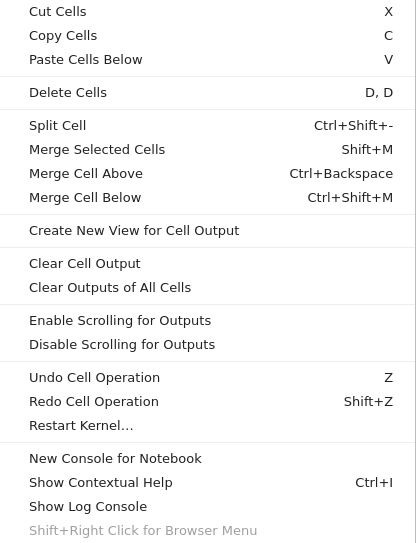 Cut Cells X
Copy Cells C
Paste Cells Below V
Delete Cells D, D
Split Cell Ctrl+Shift+-
Merge Selected Cells Shift+M
Merge Cell Above Ctrl+Backspace
Merge Cell Below Ctrl+Shift+M
Create New View for Cell Output
Clear Cell Output
Clear Outputs of All Cells
Enable Scrolling for Outputs
Disable Scrolling for Outputs
Undo Cell Operation Z
Redo Cell Operation Shift+Z
Restart Kernel…
New Console for Notebook
Show Contextual Help Ctrl+I
Show Log Console
Shift+Right Click for Browser Menu